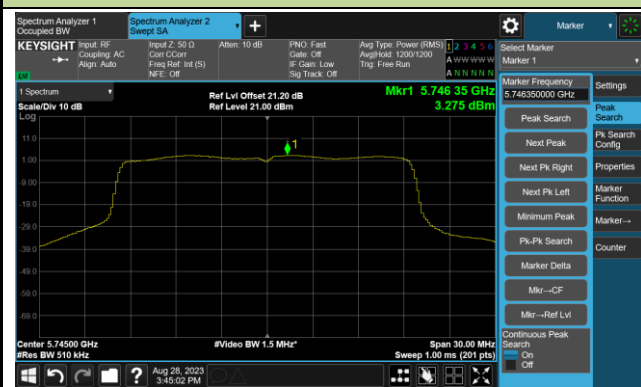 Spectrum Analyzer 1
Occupied BW
Spectrum Analyzer 2
Swept SA
Marker
KEYSIGHT
Input: RF
Coupling: AC
Align: Auto
Input Z: 50 Ω
Corr CCorr
Freq Ref: Int (S)
NFE: Off
Atten: 10 dB
PNO: Fast
Gate: Off
IF Gain: Low
Sig Track: Off
Avg Type: Power (RMS)
Avg|Hold: 1200/1200
Trig: Free Run
1 2 3 4 5 6
A W W W W W
A N N N N N
LXI
1 Spectrum
Scale/Div 10 dB
Log
Ref Lvl Offset 21.20 dB
Ref Level 21.00 dBm
Mkr1 5.746 35 GHz
3.275 dBm
1
11.0
1.00
-9.00
-19.0
-29.0
-39.0
-49.0
-59.0
-69.0
Center 5.74500 GHz
#Res BW 510 kHz
#Video BW 1.5 MHz*
Span 30.00 MHz
Sweep 1.00 ms (201 pts)
Aug 28, 2023
3:45:02 PM
?
Select Marker
Marker 1
Marker Frequency
5.746350000 GHz
Peak Search
Next Peak
Next Pk Right
Next Pk Left
Minimum Peak
Pk-Pk Search
Marker Delta
Mkr→CF
Mkr→Ref Lvl
Continuous Peak
Search
On
Off
Settings
Peak
Search
Pk Search
Config
Properties
Marker
Function
Marker→
Counter